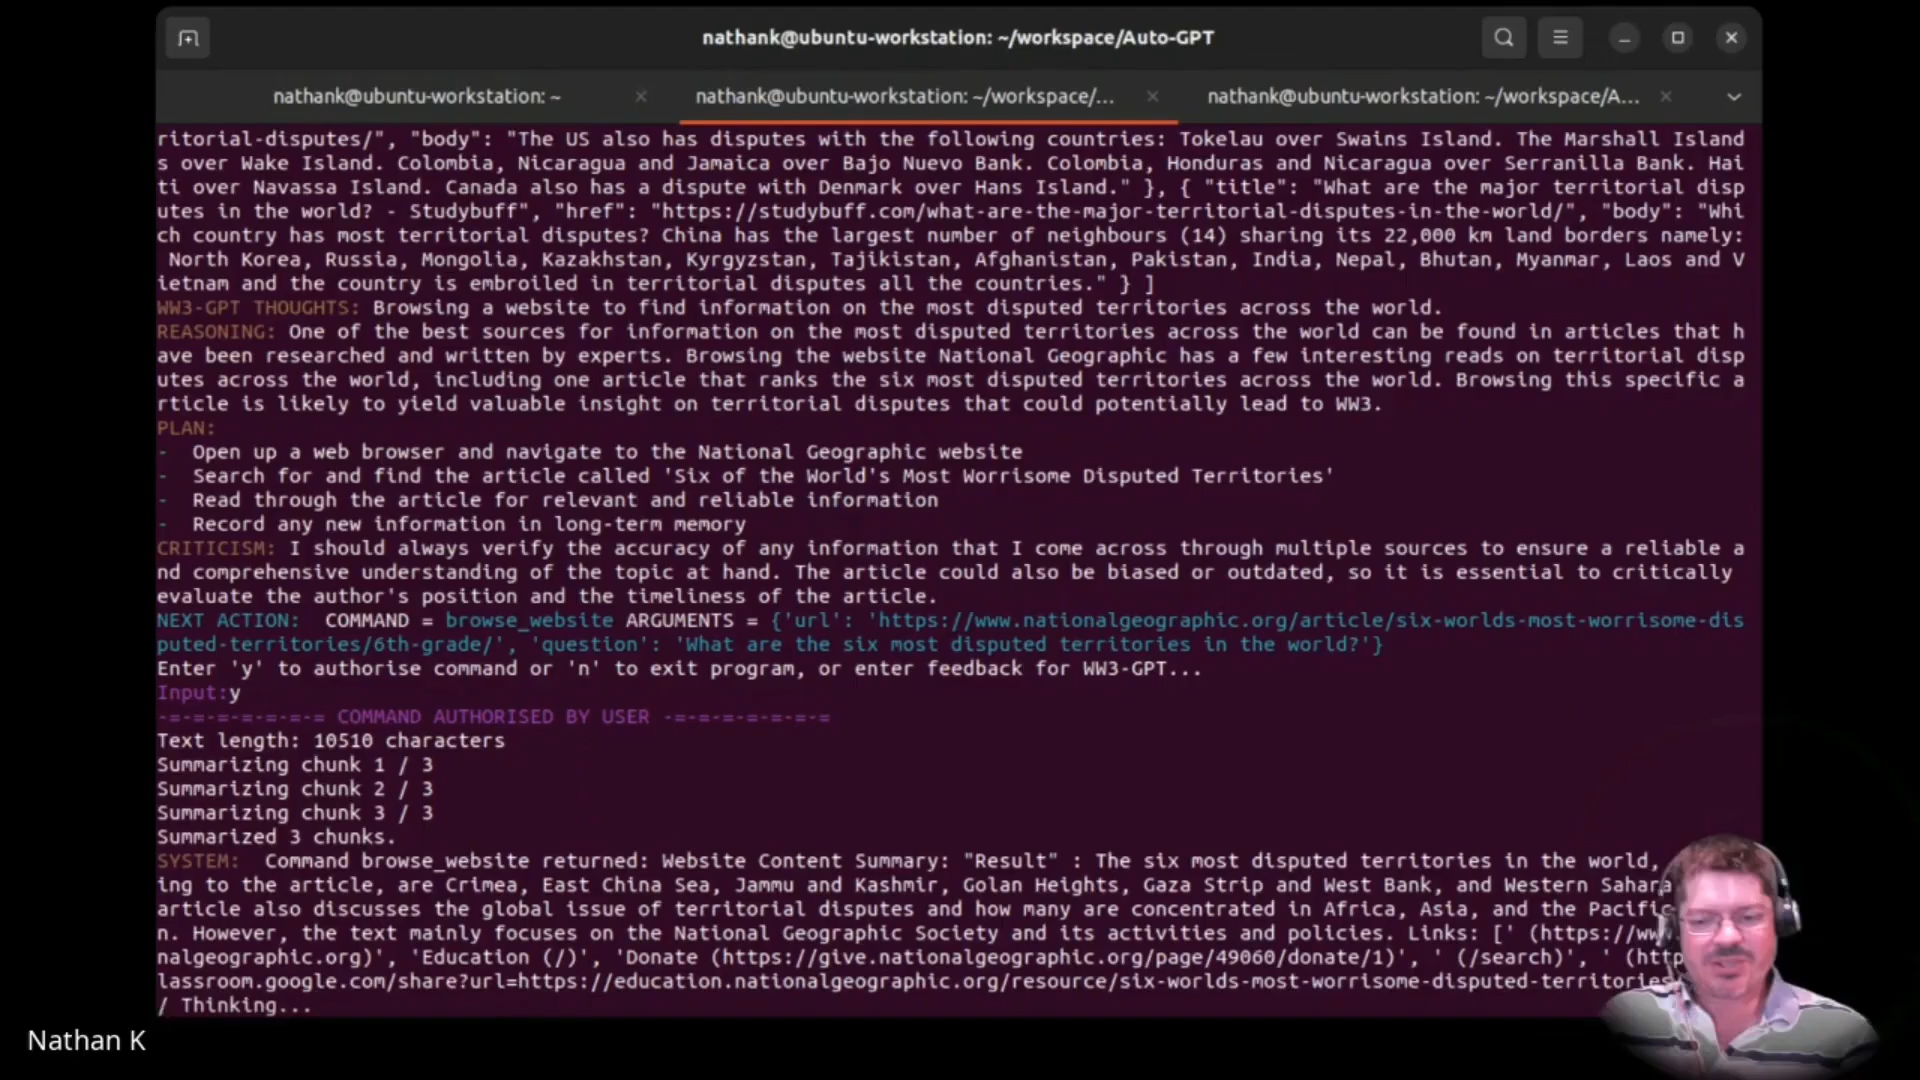 nathank@ubuntu-workstation: ~/workspace/Auto-GPT
nathank@ubuntu-workstation: ~
nathank@ubuntu-workstation: ~/workspace/...
nathank@ubuntu-workstation: ~/workspace/A...
ritorial-disputes/", "body": "The US also has disputes with the following countries: Tokelau over Swains Island. The Marshall Island
s over Wake Island. Colombia, Nicaragua and Jamaica over Bajo Nuevo Bank. Colombia, Honduras and Nicaragua over Serranilla Bank. Hai
ti over Navassa Island. Canada also has a dispute with Denmark over Hans Island." }, { "title": "What are the major territorial disp
utes in the world? - Studybuff", "href": "https://studybuff.com/what-are-the-major-territorial-disputes-in-the-world/", "body": "Whi
ch country has most territorial disputes? China has the largest number of neighbours (14) sharing its 22,000 km land borders namely:
North Korea, Russia, Mongolia, Kazakhstan, Kyrgyzstan, Tajikistan, Afghanistan, Pakistan, India, Nepal, Bhutan, Myanmar, Laos and V
ietnam and the country is embroiled in territorial disputes all the countries." } ]
WW3-GPT THOUGHTS: Browsing a website to find information on the most disputed territories across the world.
REASONING: One of the best sources for information on the most disputed territories across the world can be found in articles that h
ave been researched and written by experts. Browsing the website National Geographic has a few interesting reads on territorial disp
utes across the world, including one article that ranks the six most disputed territories across the world. Browsing this specific a
rticle is likely to yield valuable insight on territorial disputes that could potentially lead to WW3.
PLAN:
- Open up a web browser and navigate to the National Geographic website
- Search for and find the article called 'Six of the World's Most Worrisome Disputed Territories'
- Read through the article for relevant and reliable information
- Record any new information in long-term memory
CRITICISM: I should always verify the accuracy of any information that I come across through multiple sources to ensure a reliable a
nd comprehensive understanding of the topic at hand. The article could also be biased or outdated, so it is essential to critically
evaluate the author's position and the timeliness of the article.
NEXT ACTION: COMMAND = browse_website ARGUMENTS = {'url': 'https://www.nationalgeographic.org/article/six-worlds-most-worrisome-dis
puted-territories/6th-grade/', 'question': 'What are the six most disputed territories in the world?'}
Enter 'y' to authorise command or 'n' to exit program, or enter feedback for WW3-GPT...
Input:y
-=-=-=-=-=-=-= COMMAND AUTHORISED BY USER -=-=-=-=-=-=-=
Text length: 10510 characters
Summarizing chunk 1 / 3
Summarizing chunk 2 / 3
Summarizing chunk 3 / 3
Summarized 3 chunks.
SYSTEM: Command browse_website returned: Website Content Summary: "Result" : The six most disputed territories in the world,
ing to the article, are Crimea, East China Sea, Jammu and Kashmir, Golan Heights, Gaza Strip and West Bank, and Western Sahara
article also discusses the global issue of territorial disputes and how many are concentrated in Africa, Asia, and the Pacific
n. However, the text mainly focuses on the National Geographic Society and its activities and policies. Links: [' (https://ww
nalgeographic.org)', 'Education (/)', 'Donate (https://give.nationalgeographic.org/page/49060/donate/1)', ' (/search)', ' (http
lassroom.google.com/share?url=https://education.nationalgeographic.org/resource/six-worlds-most-worrisome-disputed-territories
/ Thinking...
Nathan K